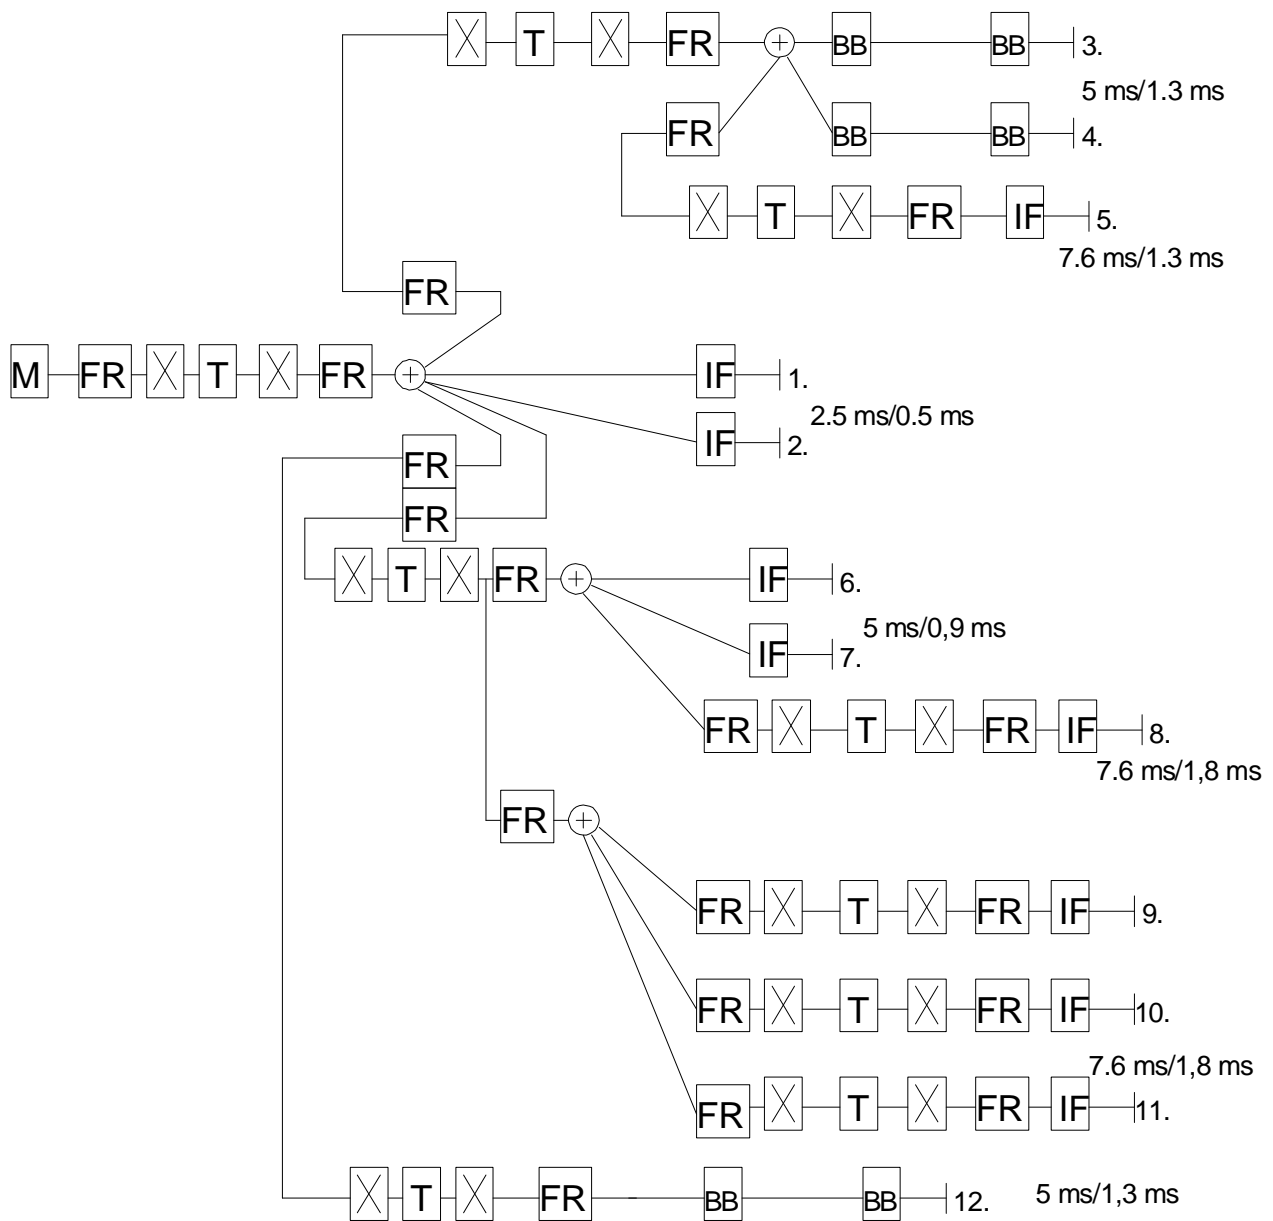 T FR BB BB 3.
5 ms/1.3 ms
FR BB BB 4.
T FR IF 5.
7.6 ms/1.3 ms
FR
M FR T FR IF 1.
2.5 ms/0.5 ms
IF 2.
FR
FR
T FR IF 6.
5 ms/0,9 ms
IF 7.
FR T FR IF 8.
7.6 ms/1,8 ms
FR
FR T FR IF 9.
FR T FR IF 10.
7.6 ms/1,8 ms
FR T FR IF 11.
T FR BB BB 12. 5 ms/1,3 ms